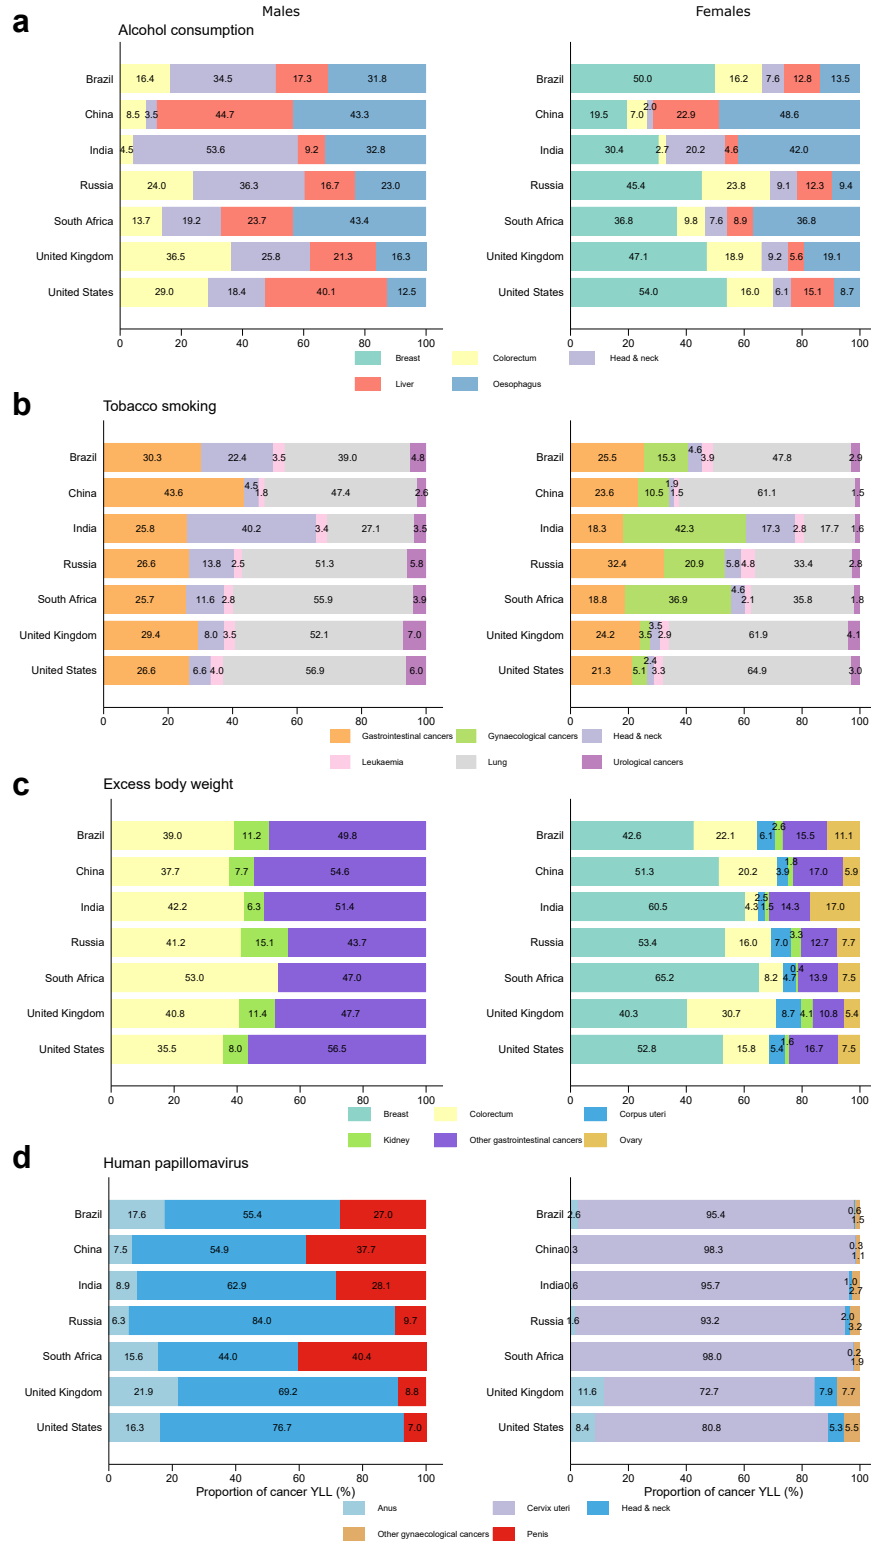 Males Females
a
Alcohol consumption
Brazil 16.4 34.5 17.3 31.8 Brazil 50.0 16.2 7.6 12.8 13.5
China 8.5 3.5 44.7 43.3 China 19.5 7.0 2.0 22.9 48.6
India 4.5 53.6 9.2 32.8 India 30.4 2.7 20.2 4.6 42.0
Russia 24.0 36.3 16.7 23.0 Russia 45.4 23.8 9.1 12.3 9.4
South Africa 13.7 19.2 23.7 43.4 South Africa 36.8 9.8 7.6 8.9 36.8
United Kingdom 36.5 25.8 21.3 16.3 United Kingdom 47.1 18.9 9.2 5.6 19.1
United States 29.0 18.4 40.1 12.5 United States 54.0 16.0 6.1 15.1 8.7
0 20 40 60 80 100 0 20 40 60 80 100
Breast Colorectum Head & neck
Liver Oesophagus
b
Tobacco smoking
Brazil 30.3 22.4 3.5 39.0 4.8 Brazil 25.5 15.3 4.6 3.9 47.8 2.9
China 43.6 4.5 1.8 47.4 2.6 China 23.6 10.5 1.9 1.5 61.1 1.5
India 25.8 40.2 3.4 27.1 3.5 India 18.3 42.3 17.3 2.8 17.7 1.6
Russia 26.6 13.8 2.5 51.3 5.8 Russia 32.4 20.9 5.8 4.8 33.4 2.8
South Africa 25.7 11.6 2.8 55.9 3.9 South Africa 18.8 36.9 4.6 2.1 35.8 1.8
United Kingdom 29.4 8.0 3.5 52.1 7.0 United Kingdom 24.2 3.5 3.5 2.9 61.9 4.1
United States 26.6 6.6 4.0 56.9 6.0 United States 21.3 5.1 2.4 3.3 64.9 3.0
0 20 40 60 80 100 0 20 40 60 80 100
Gastrointestinal cancers Gynaecological cancers Head & neck
Leukaemia Lung Urological cancers
c
Excess body weight
Brazil 39.0 11.2 49.8 Brazil 42.6 22.1 6.1 2.6 15.5 11.1
China 37.7 7.7 54.6 China 51.3 20.2 3.9 1.8 17.0 5.9
India 42.2 6.3 51.4 India 60.5 4.3 2.5 1.5 14.3 17.0
Russia 41.2 15.1 43.7 Russia 53.4 16.0 7.0 3.3 12.7 7.7
South Africa 53.0 47.0 South Africa 65.2 8.2 4.7 0.4 13.9 7.5
United Kingdom 40.8 11.4 47.7 United Kingdom 40.3 30.7 8.7 4.1 10.8 5.4
United States 35.5 8.0 56.5 United States 52.8 15.8 5.4 1.6 16.7 7.5
0 20 40 60 80 100 0 20 40 60 80 100
Breast Colorectum Corpus uteri
Kidney Other gastrointestinal cancers Ovary
d
Human papillomavirus
Brazil 17.6 55.4 27.0 Brazil 2.6 95.4 0.6 1.5
China 7.5 54.9 37.7 China 0.3 98.3 0.3 1.1
India 8.9 62.9 28.1 India 0.6 95.7 1.0 2.7
Russia 6.3 84.0 9.7 Russia 1.6 93.2 2.0 3.2
South Africa 15.6 44.0 40.4 South Africa 98.0 0.2 1.9
United Kingdom 21.9 69.2 8.8 United Kingdom 11.6 72.7 7.9 7.7
United States 16.3 76.7 7.0 United States 8.4 80.8 5.3 5.5
0 20 40 60 80 100 0 20 40 60 80 100
Proportion of cancer YLL (%) Proportion of cancer YLL (%)
Anus Cervix uteri Head & neck
Other gynaecological cancers Penis